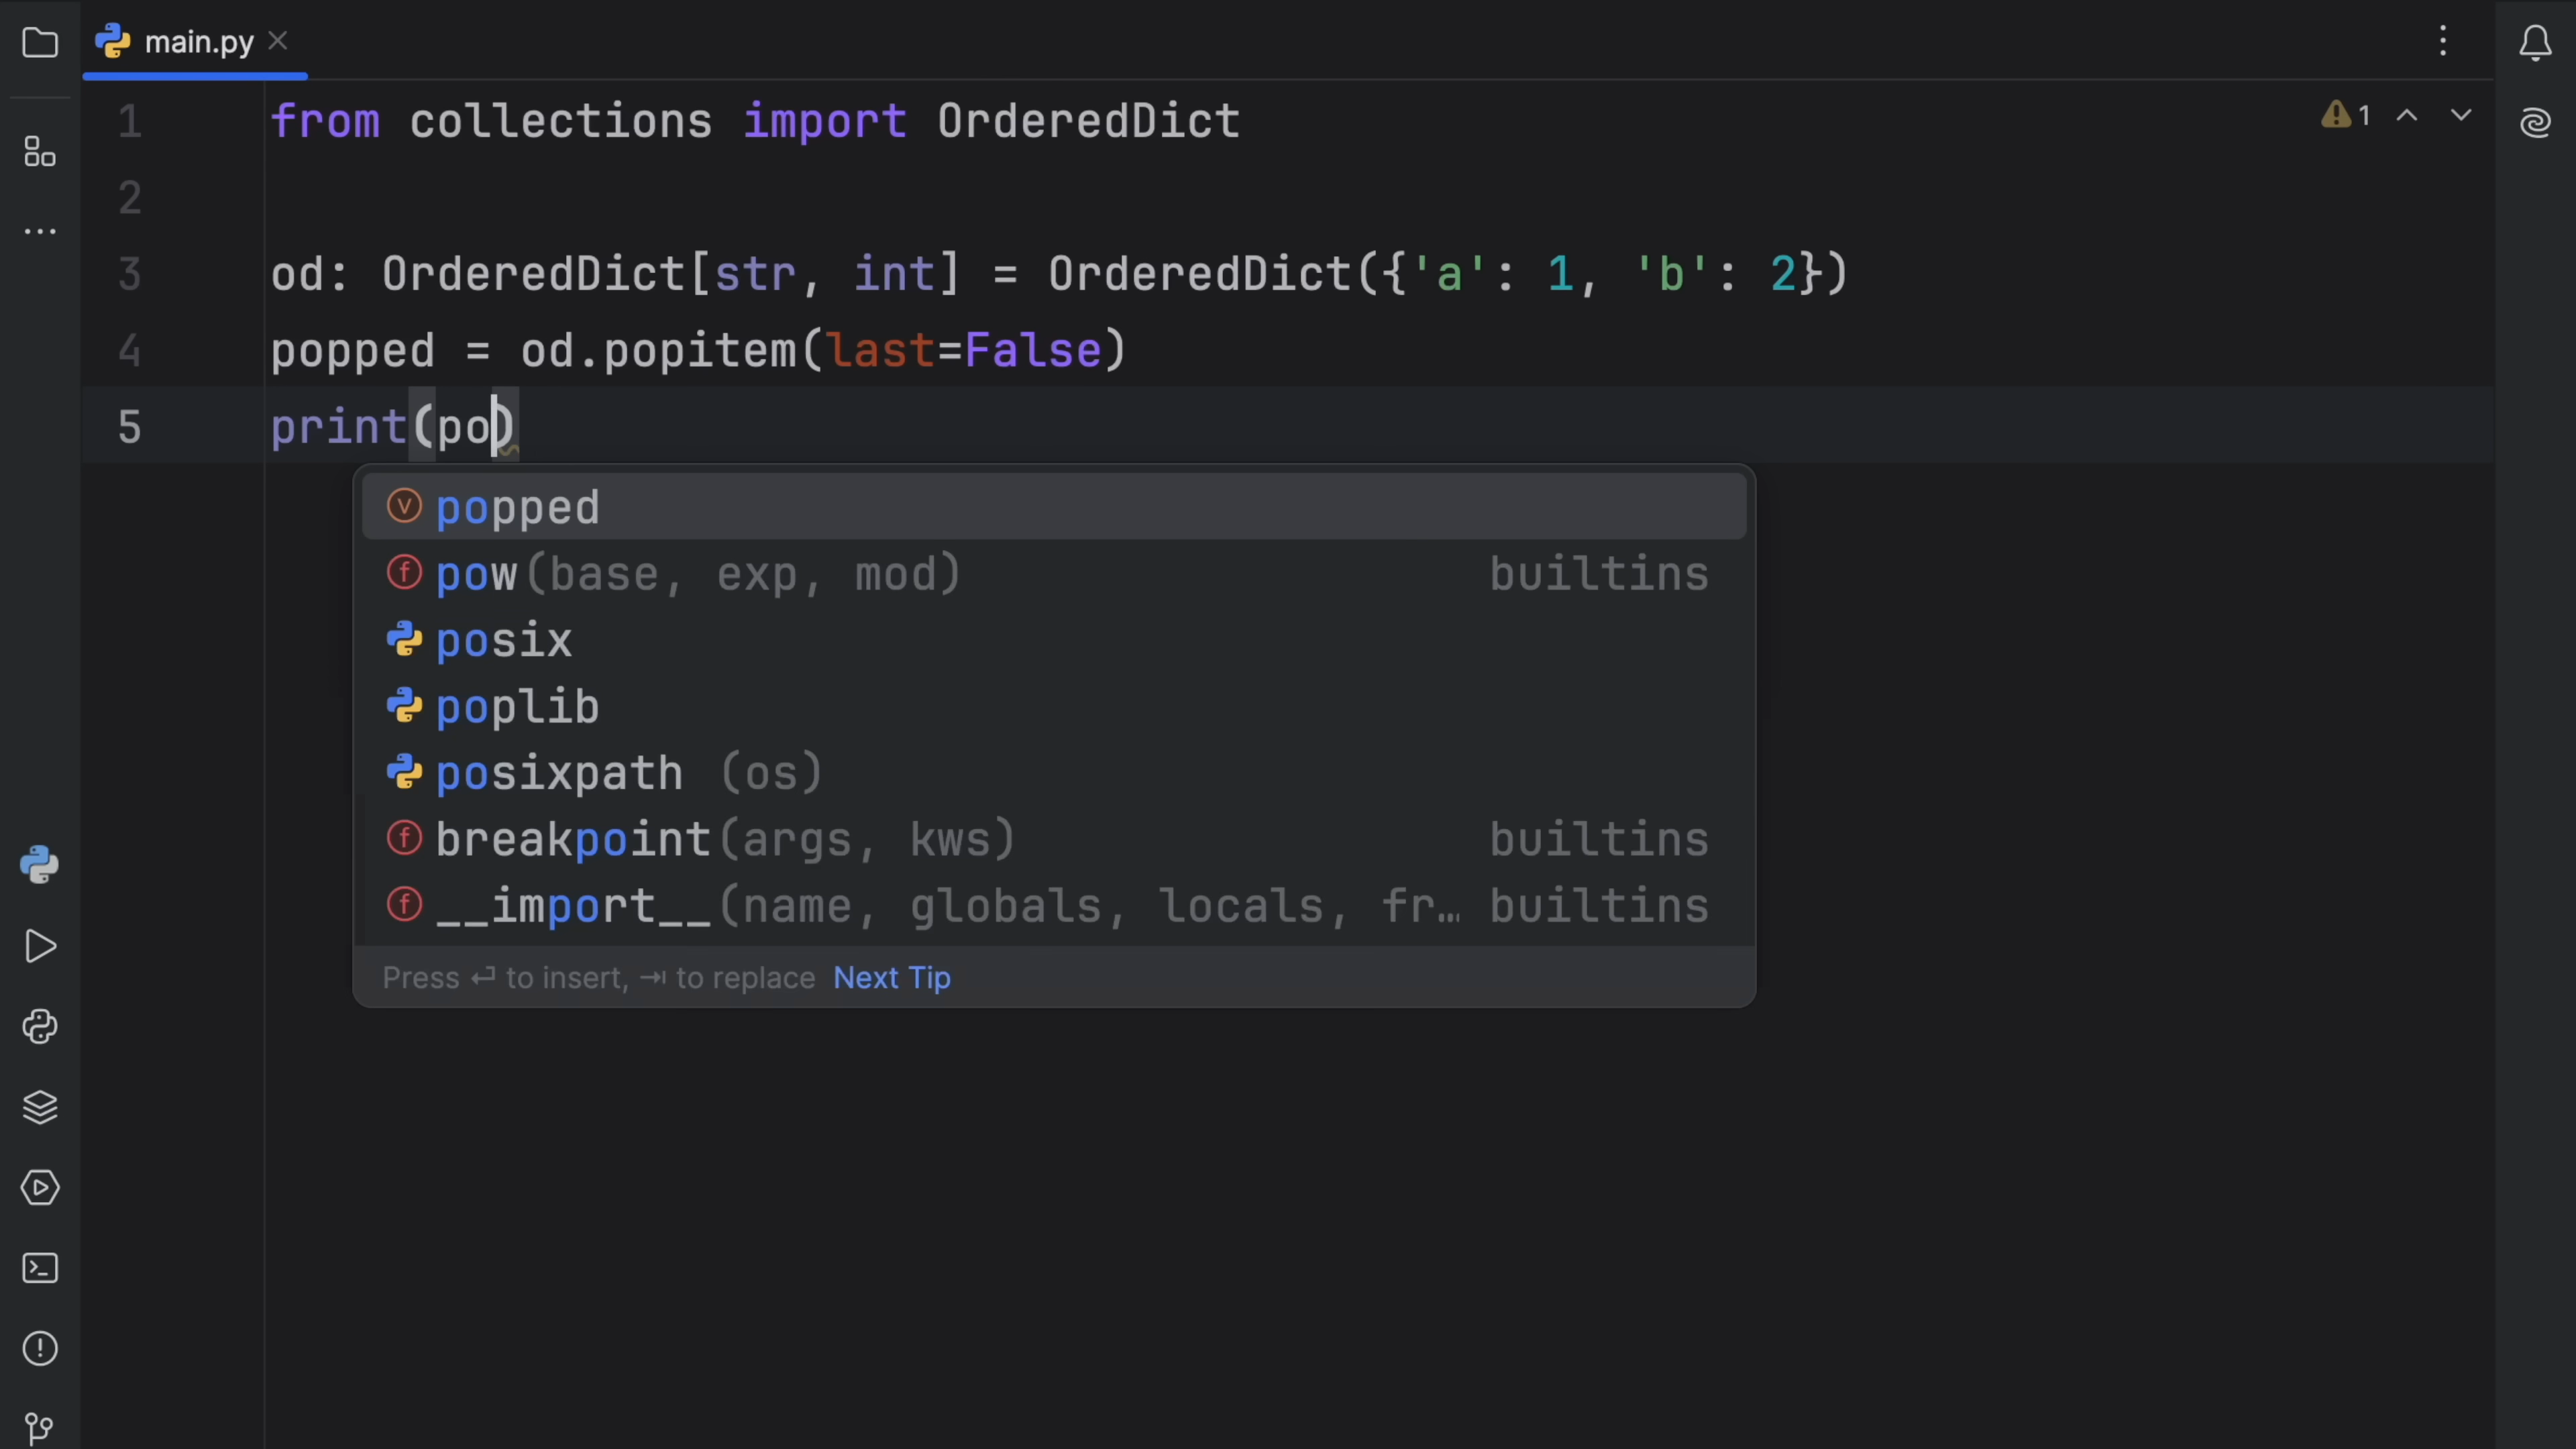 main.py
1 from collections import OrderedDict
2
3 od: OrderedDict[str, int] = OrderedDict({'a': 1, 'b': 2})
4 popped = od.popitem(last=False)
5 print(po)
1
popped
pow(base, exp, mod) builtins
posix
poplib
posixpath (os)
breakpoint(args, kws) builtins
__import__(name, globals, locals, fr… builtins
Press ↵ to insert, ⇥ to replace Next Tip